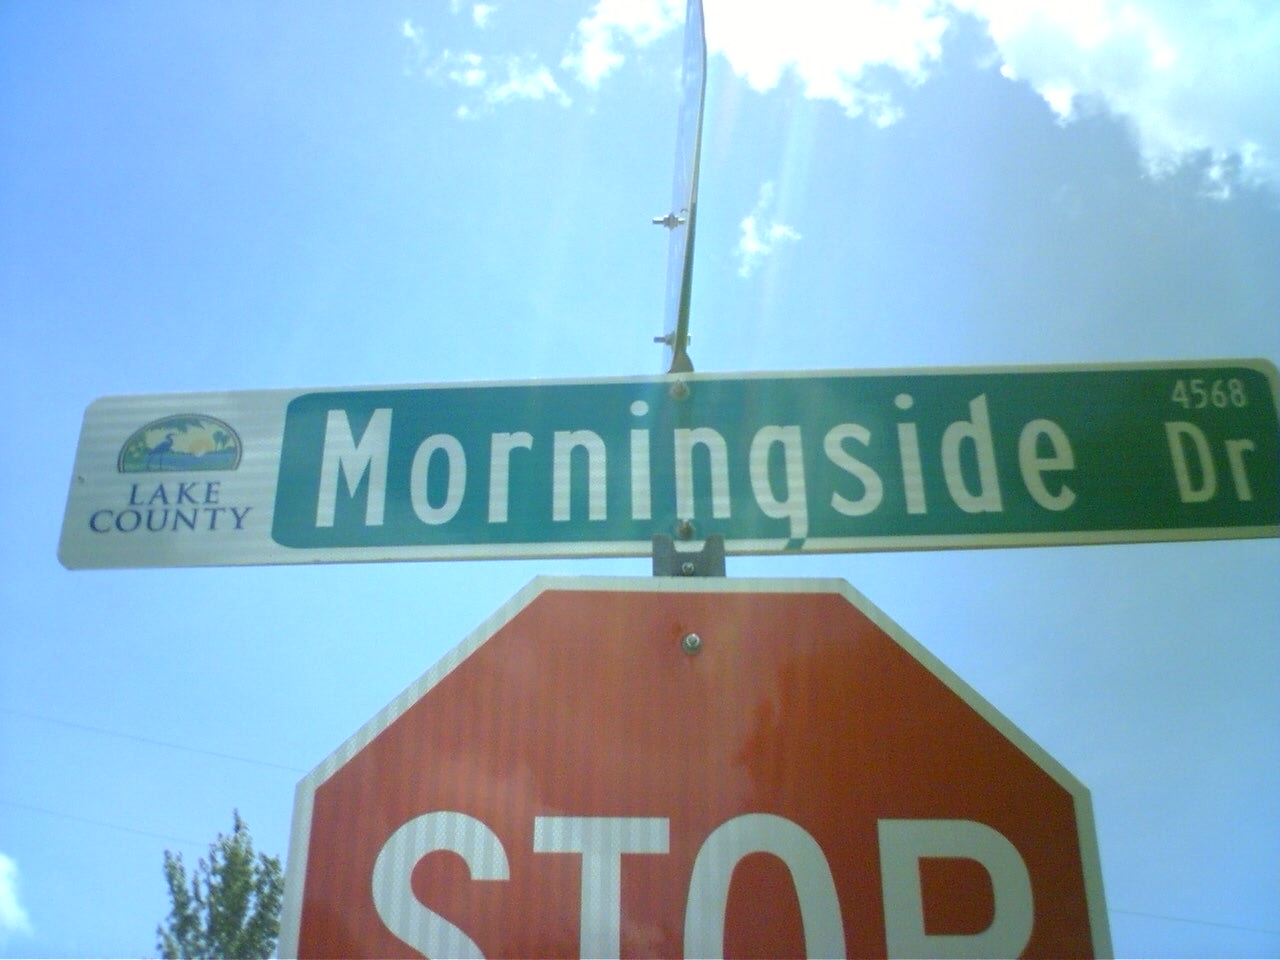 LAKE
COUNTY
Morningside Dr
4568
STOP